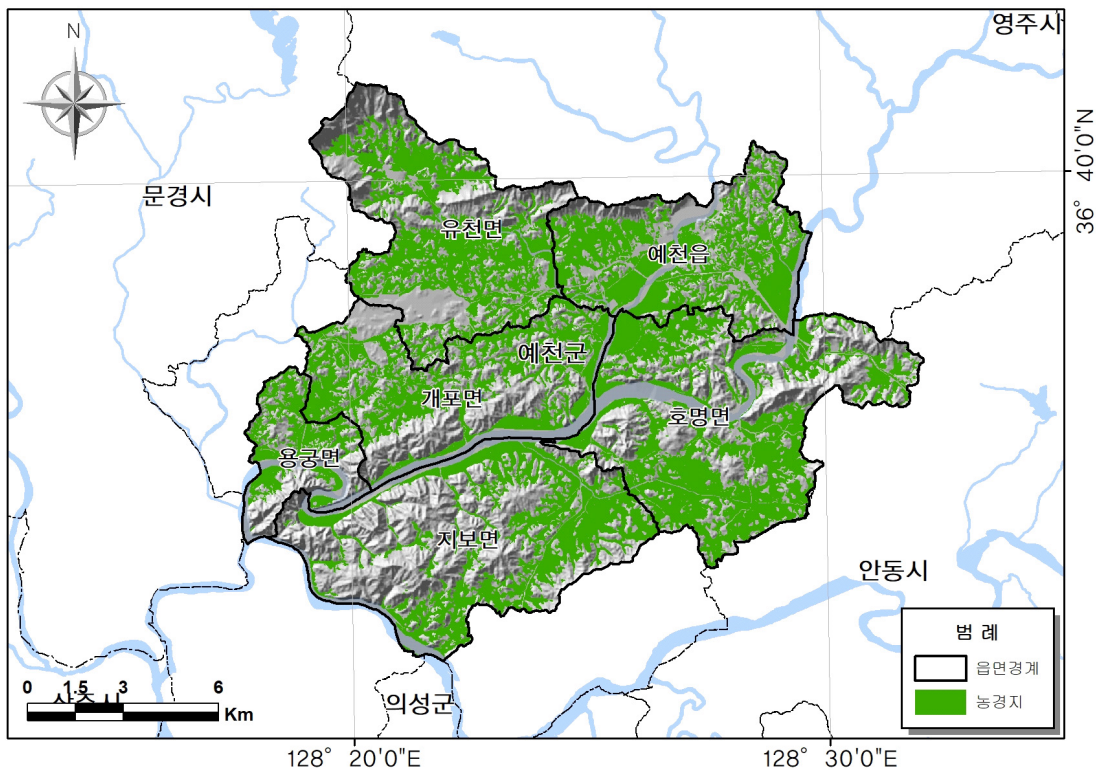 영주시
N
40'0"N
36°
문경시
유천면
예천읍
예천군
개포면
호명면
용궁면
지보면
안동시
범 례
읍면경계
농경지
0 1.5 3 6
Km
상주시
의성군
128° 20'0"E
128° 30'0"E